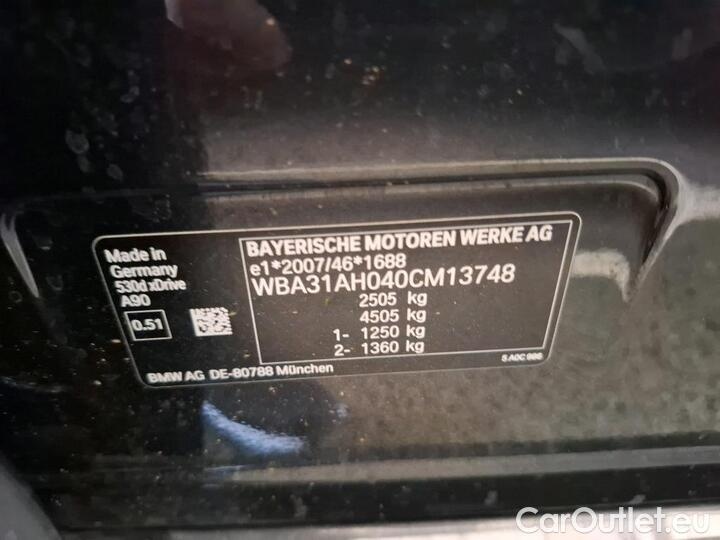 Made in
Germany
530d xDrive
A90
0.51
BAYERISCHE MOTOREN WERKE AG
e1*2007/46*1688
WBA31AH040CM13748
2505 kg
4505 kg
1- 1250 kg
2- 1360 kg
BMW AG DE-80788 München
CarOutlet.eu